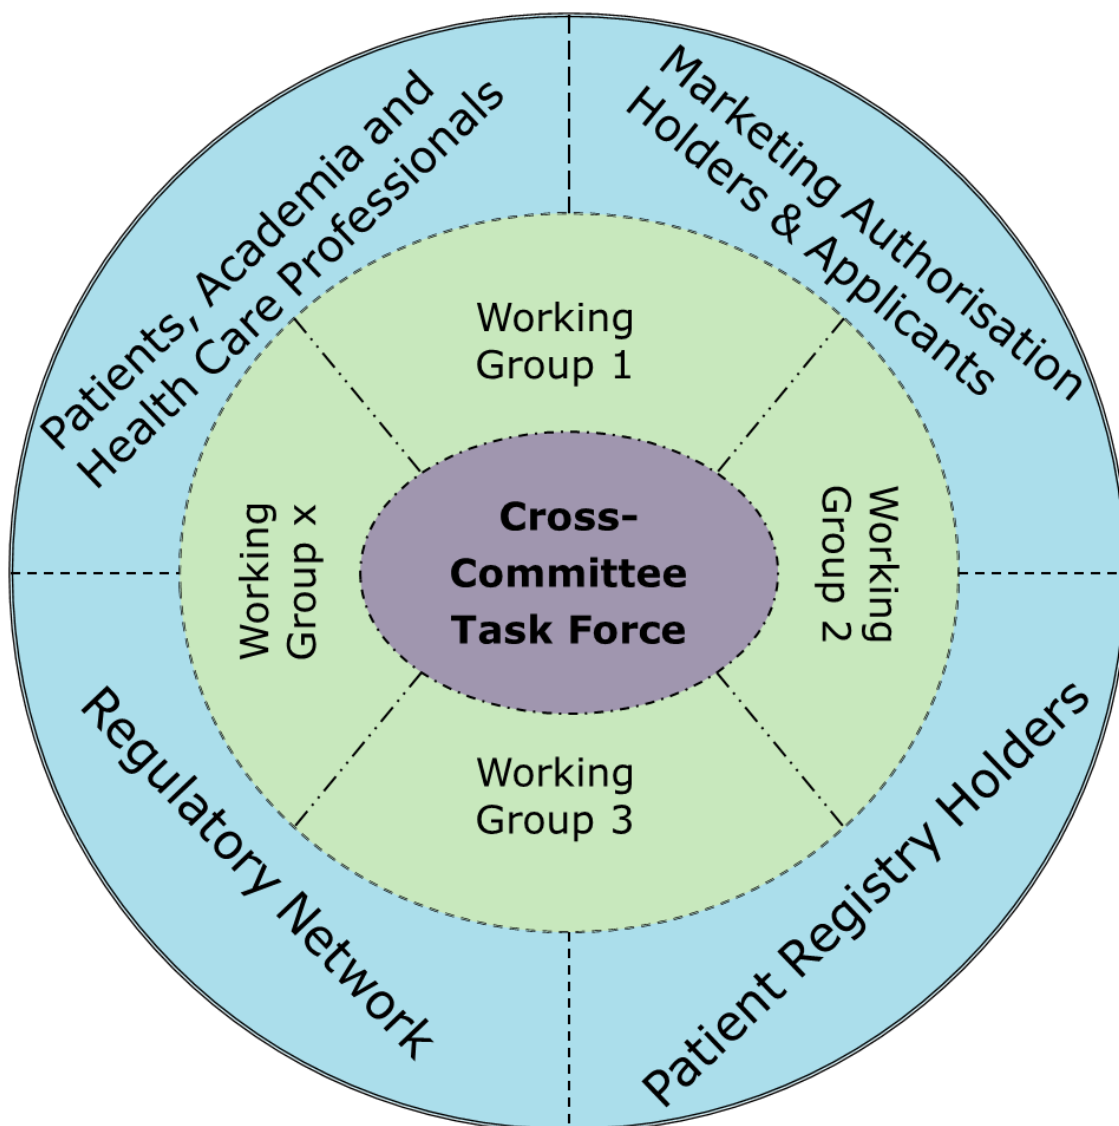 Patients, Academia and
Health Care Professionals
Marketing Authorisation
Holders & Applicants
Working
Group 1
Working
Group x
Cross-
Committee
Task Force
Working
Group 2
Working
Group 3
Regulatory Network
Patient Registry Holders